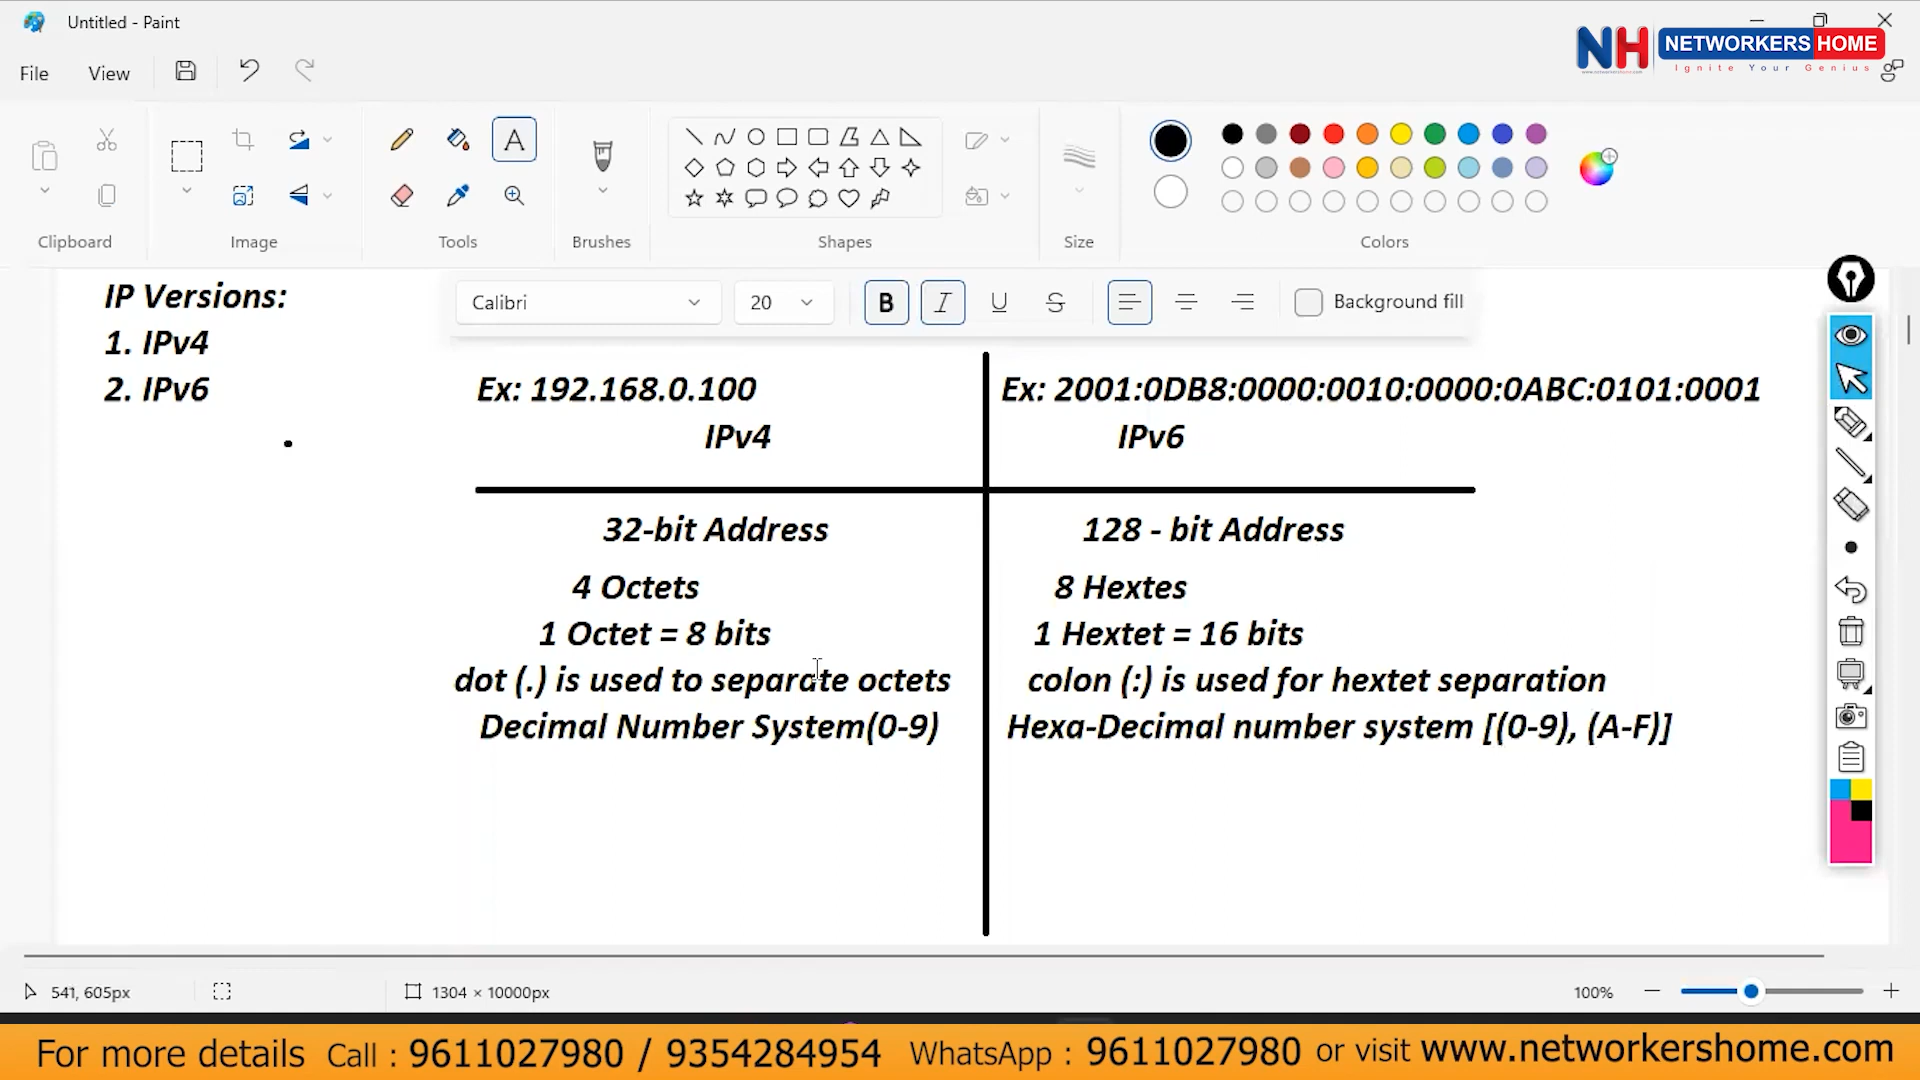 Untitled - Paint
NH NETWORKERS HOME
Ignite Your Genius
File View
Clipboard Image Tools Brushes Shapes Size Colors
Calibri 20 B I U S Background fill
IP Versions:
1. IPv4
2. IPv6
Ex: 192.168.0.100
IPv4
Ex: 2001:0DB8:0000:0010:0000:0ABC:0101:0001
IPv6
32-bit Address
4 Octets
1 Octet = 8 bits
dot (.) is used to separate octets
Decimal Number System(0-9)
128 - bit Address
8 Hextes
1 Hextet = 16 bits
colon (:) is used for hextet separation
Hexa-Decimal number system [(0-9), (A-F)]
541, 605px 1304 × 10000px 100%
For more details Call : 9611027980 / 9354284954 WhatsApp : 9611027980 or visit www.networkershome.com